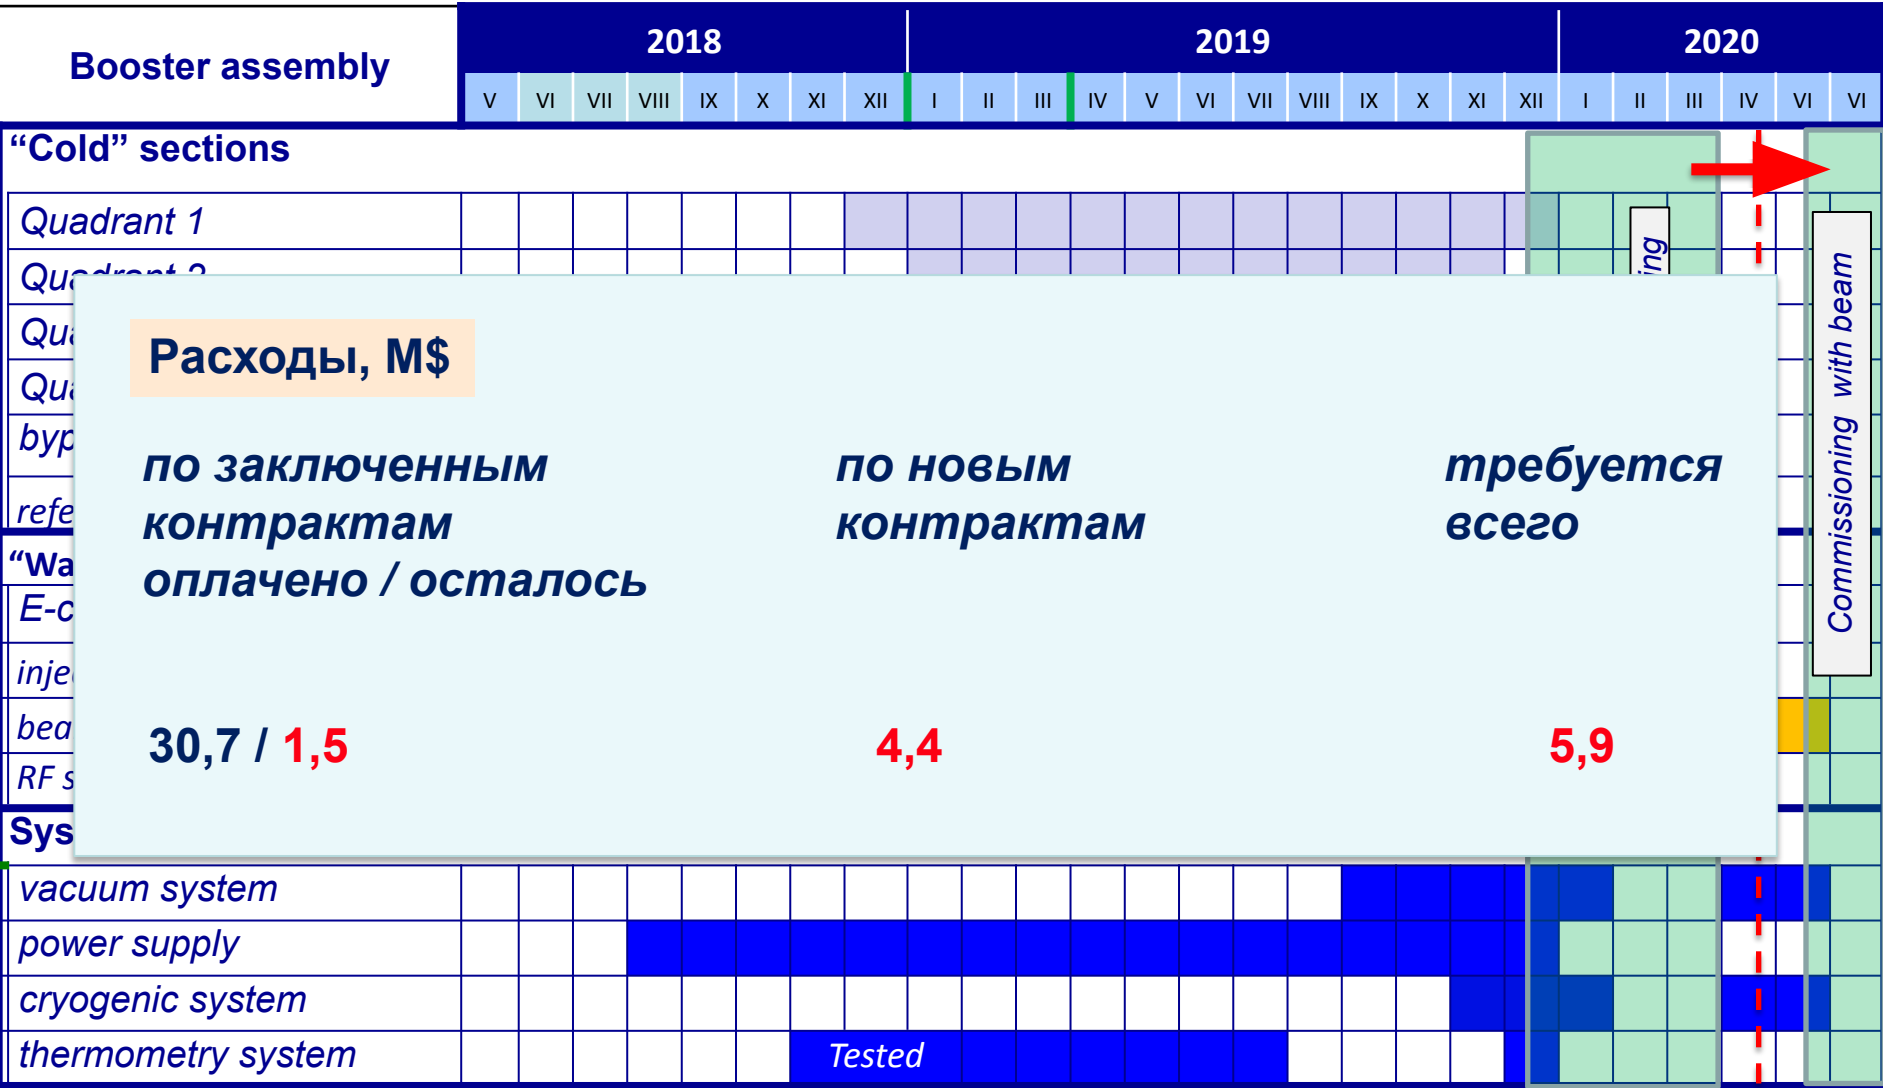 Booster assembly
2018 2019 2020
V VI VII VIII IX X XI XII I II III IV V VI VII VIII IX X XI XII I II III IV VI VI
“Cold” sections
Quadrant 1
Расходы, М$
по заключенным
контрактам
оплачено / осталось
по новым
контрактам
требуется
всего
30,7 / 1,5
4,4
5,9
Commissioning with beam
vacuum system
power supply
cryogenic system
thermometry system
Tested